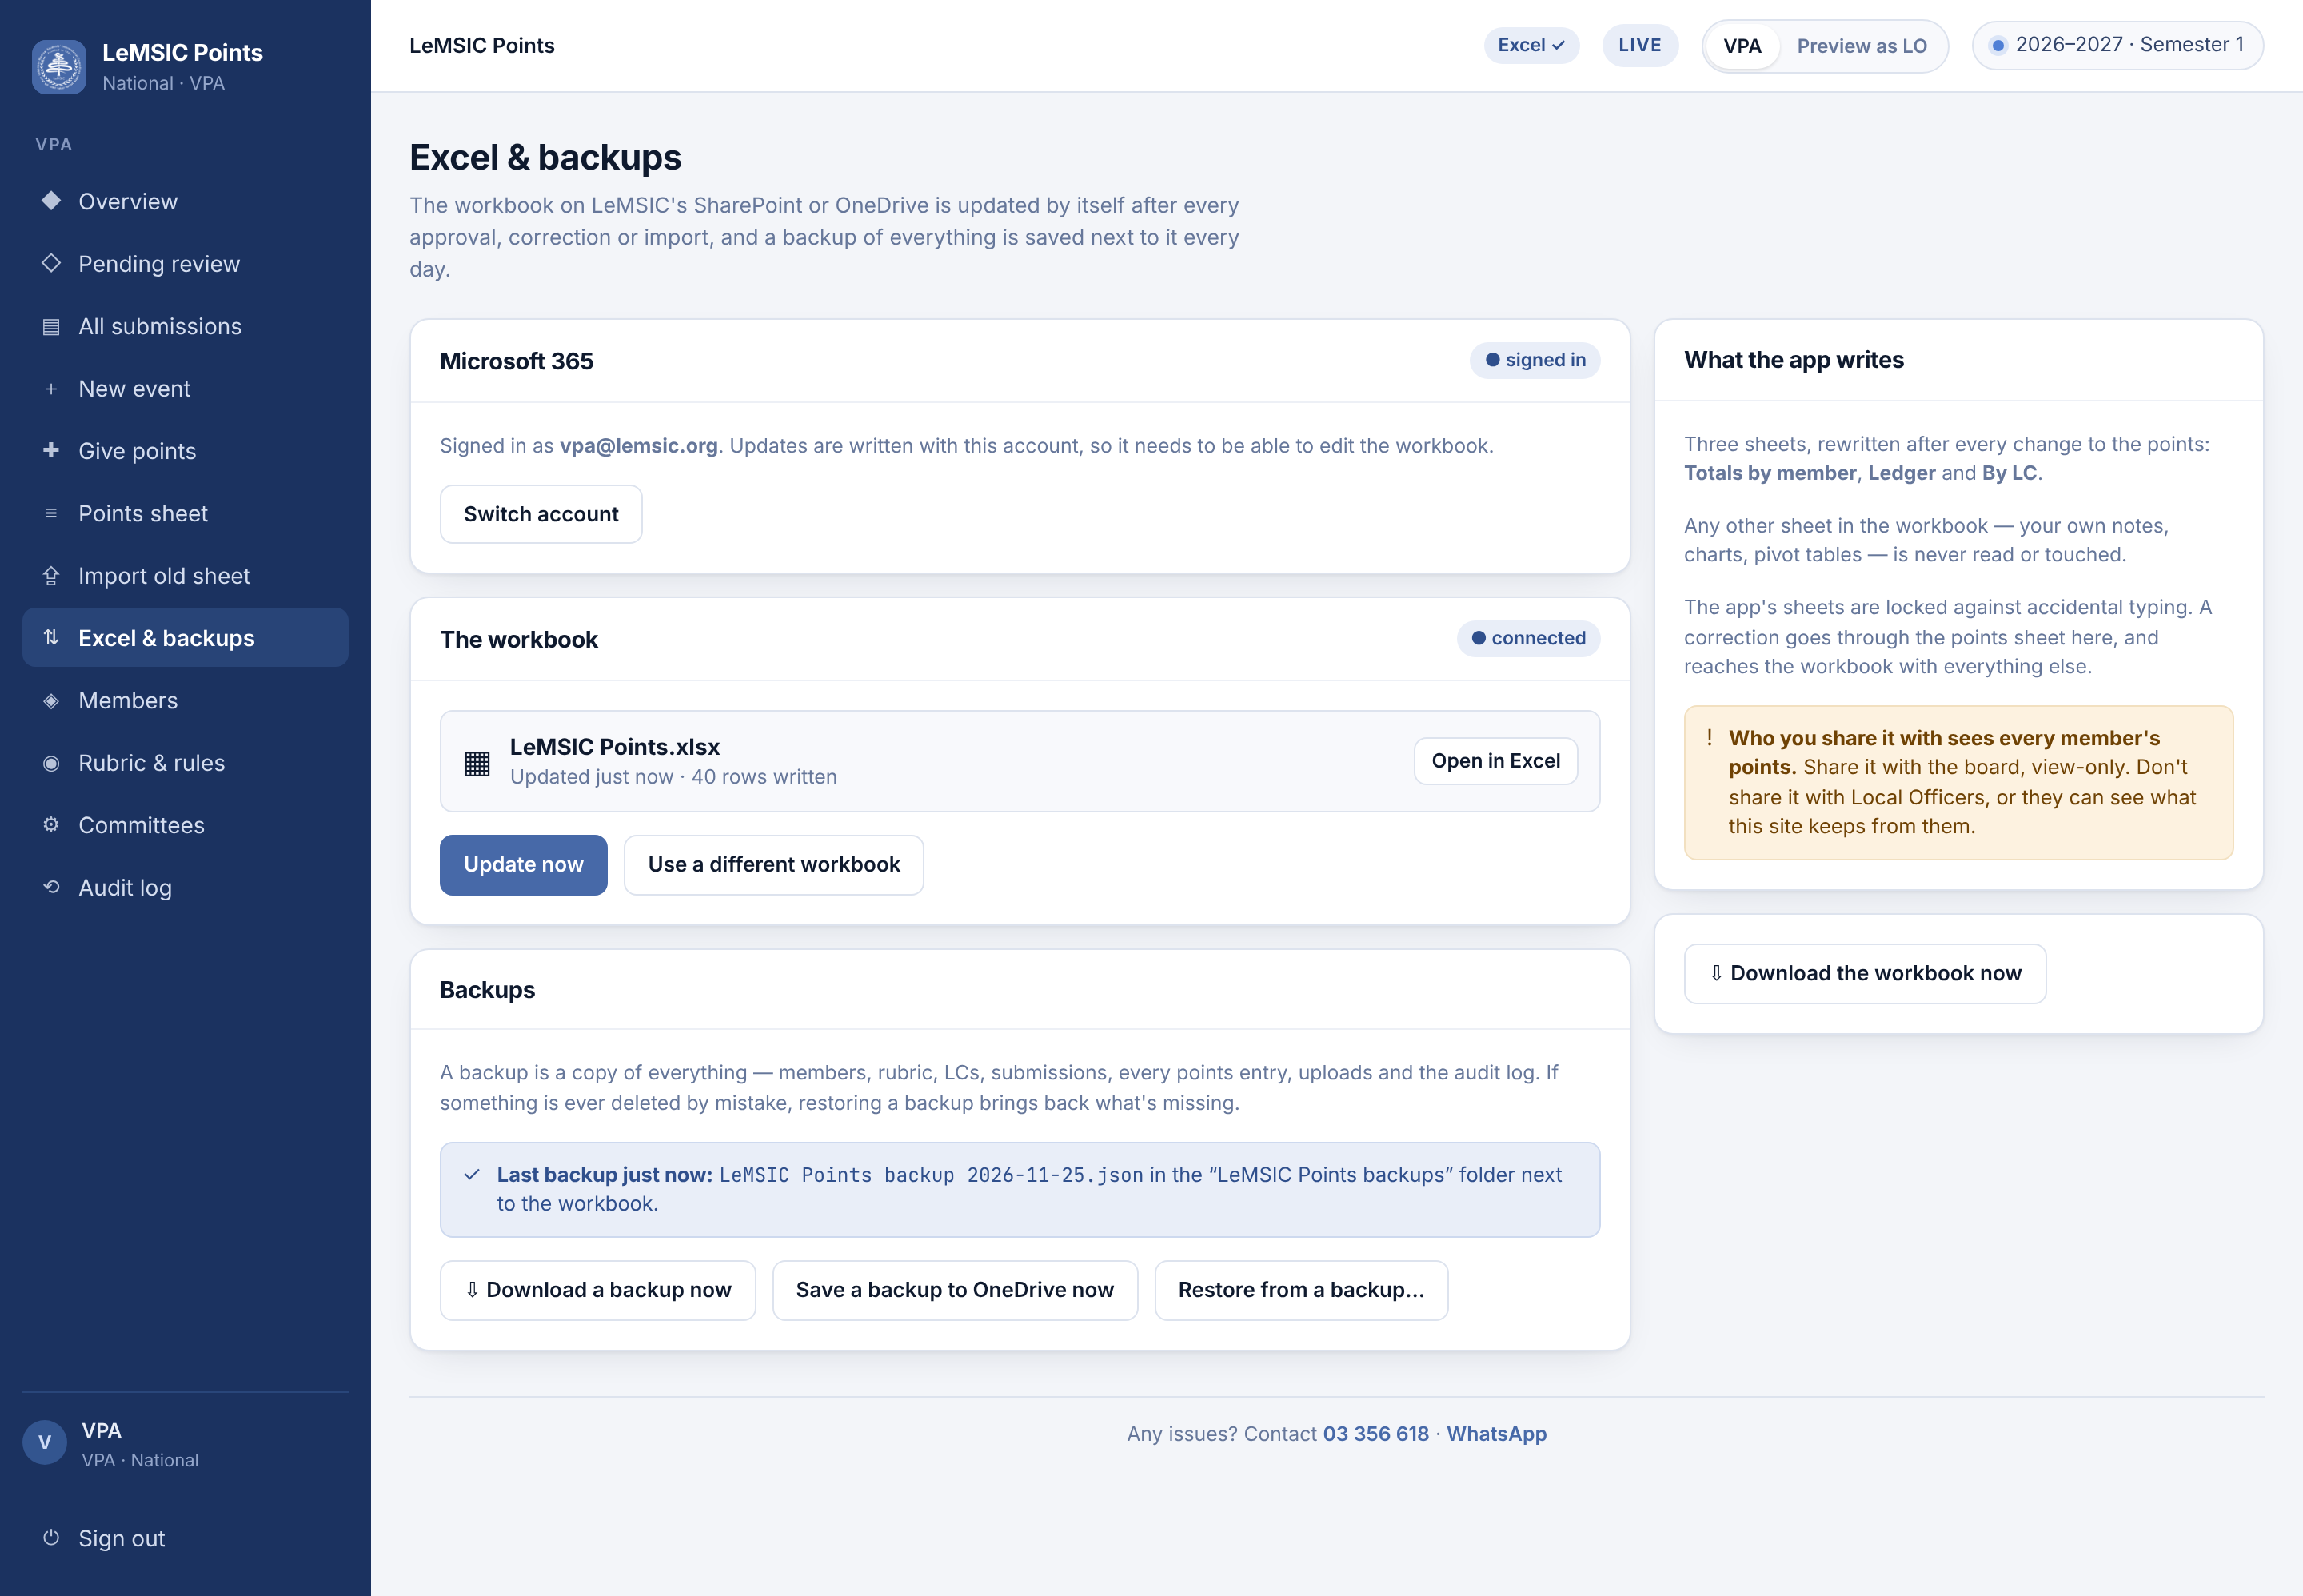 LeMSIC Points
National · VPA
VPA
Overview
Pending review
All submissions
New event
Give points
Points sheet
Import old sheet
Excel & backups
Members
Rubric & rules
Committees
Audit log
V
VPA
VPA · National
Sign out
LeMSIC Points
Excel ✓
LIVE
VPA
Preview as LO
2026–2027 · Semester 1
Excel & backups
The workbook on LeMSIC's SharePoint or OneDrive is updated by itself after every
approval, correction or import, and a backup of everything is saved next to it every
day.
Microsoft 365
signed in
Signed in as vpa@lemsic.org. Updates are written with this account, so it needs to be able to edit the workbook.
Switch account
The workbook
connected
LeMSIC Points.xlsx
Updated just now · 40 rows written
Open in Excel
Update now
Use a different workbook
Backups
A backup is a copy of everything — members, rubric, LCs, submissions, every points entry, uploads and the audit log. If
something is ever deleted by mistake, restoring a backup brings back what's missing.
✓ Last backup just now: LeMSIC Points backup 2026-11-25.json in the “LeMSIC Points backups” folder next
to the workbook.
⇩ Download a backup now
Save a backup to OneDrive now
Restore from a backup…
What the app writes
Three sheets, rewritten after every change to the points:
Totals by member, Ledger and By LC.
Any other sheet in the workbook — your own notes,
charts, pivot tables — is never read or touched.
The app's sheets are locked against accidental typing. A
correction goes through the points sheet here, and
reaches the workbook with everything else.
! Who you share it with sees every member's
points. Share it with the board, view-only. Don't
share it with Local Officers, or they can see what
this site keeps from them.
⇩ Download the workbook now
Any issues? Contact 03 356 618 · WhatsApp